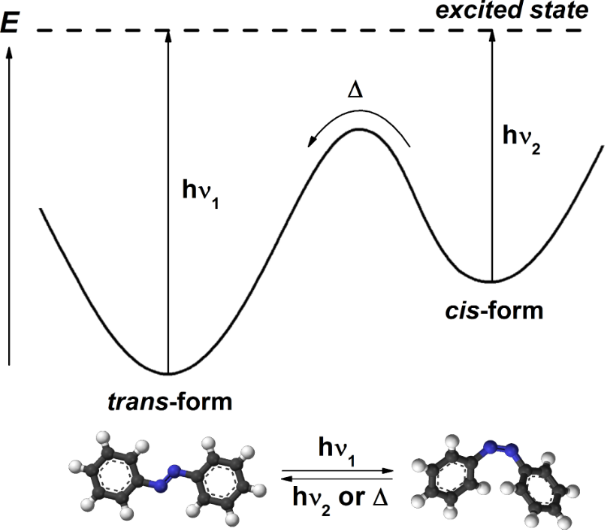 E
excited state
Δ
hν₁
hν₂
cis-form
trans-form
hν₁
hν₂ or Δ